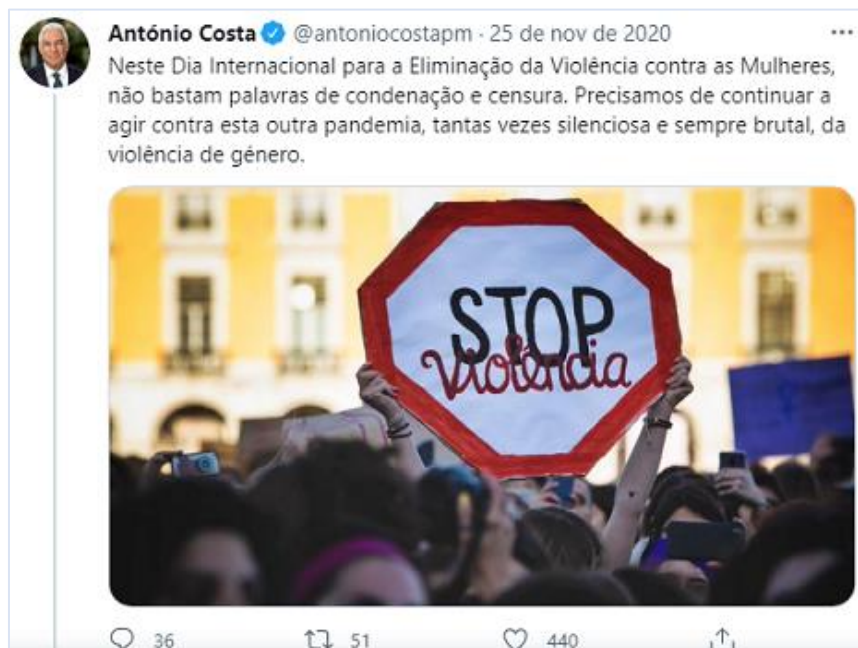 António Costa @antoniocostapm · 25 de nov de 2020
Neste Dia Internacional para a Eliminação da Violência contra as Mulheres,
não bastam palavras de condenação e censura. Precisamos de continuar a
agir contra esta outra pandemia, tantas vezes silenciosa e sempre brutal, da
violência de género.
STOP
Violência
36 51 440